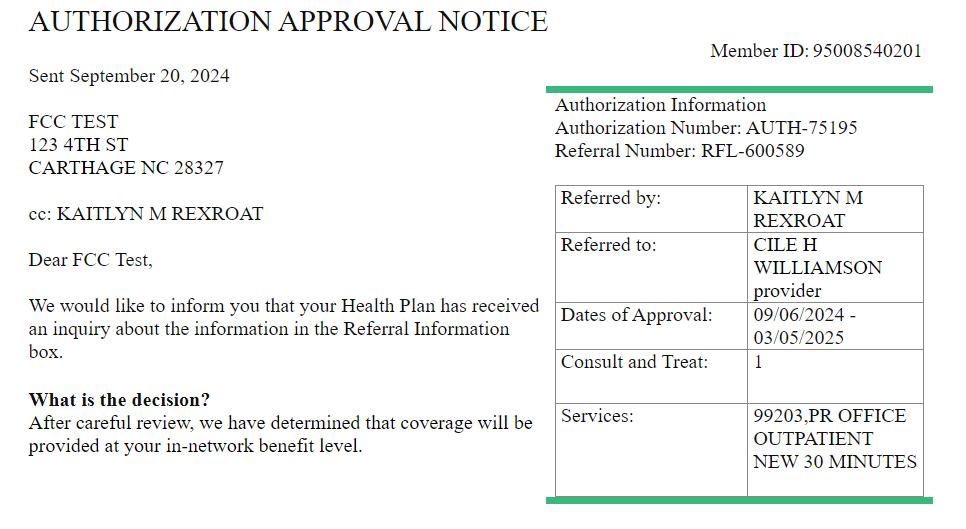 AUTHORIZATION APPROVAL NOTICE
Member ID: 95008540201
Sent September 20, 2024
FCC TEST
123 4TH ST
CARTHAGE NC 28327
cc: KAITLYN M REXROAT
Dear FCC Test,
We would like to inform you that your Health Plan has received
an inquiry about the information in the Referral Information
box.
What is the decision?
After careful review, we have determined that coverage will be
provided at your in-network benefit level.
Authorization Information
Authorization Number: AUTH-75195
Referral Number: RFL-600589
Referred by: KAITLYN M
REXROAT
Referred to: CILE H
WILLIAMSON
provider
Dates of Approval: 09/06/2024 -
03/05/2025
Consult and Treat: 1
Services: 99203,PR OFFICE
OUTPATIENT
NEW 30 MINUTES